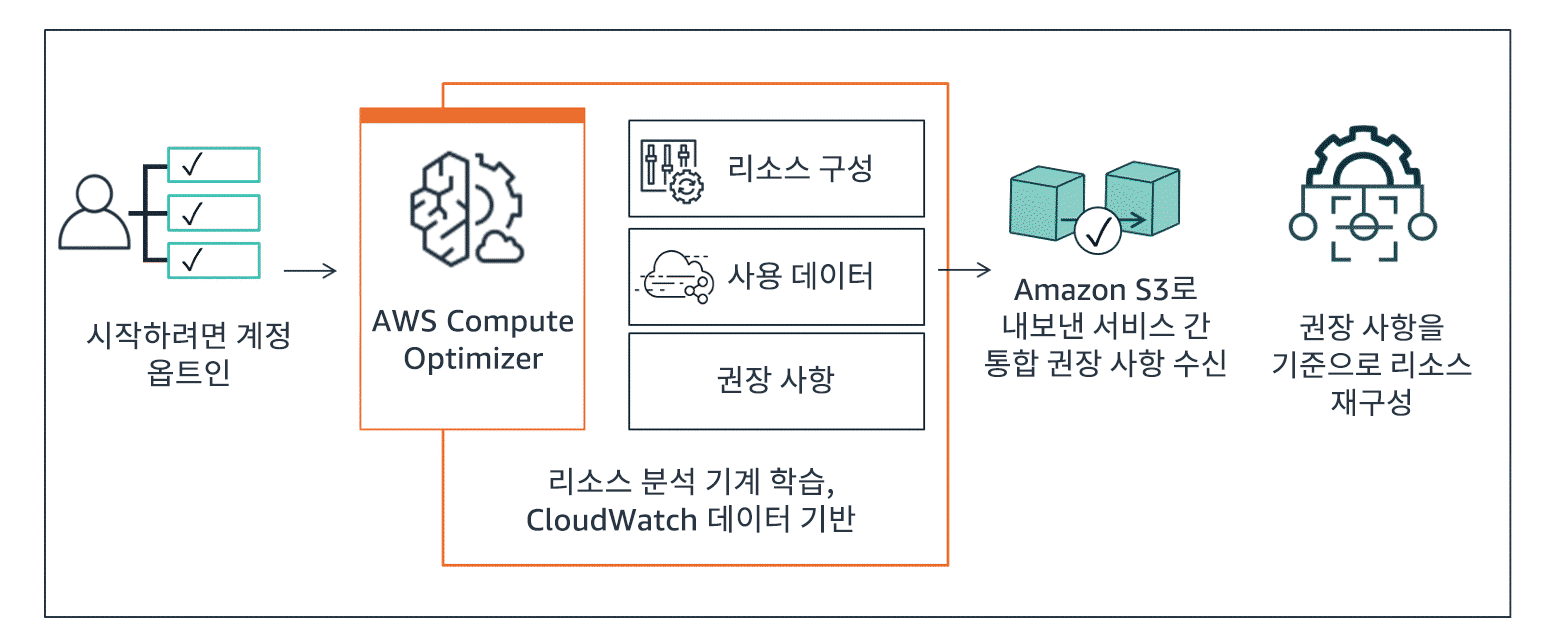 시작하려면 계정
옵트인
AWS Compute
Optimizer
리소스 구성
사용 데이터
권장 사항
리소스 분석 기계 학습,
CloudWatch 데이터 기반
Amazon S3로
내보낸 서비스 간
통합 권장 사항 수신
권장 사항을
기준으로 리소스
재구성